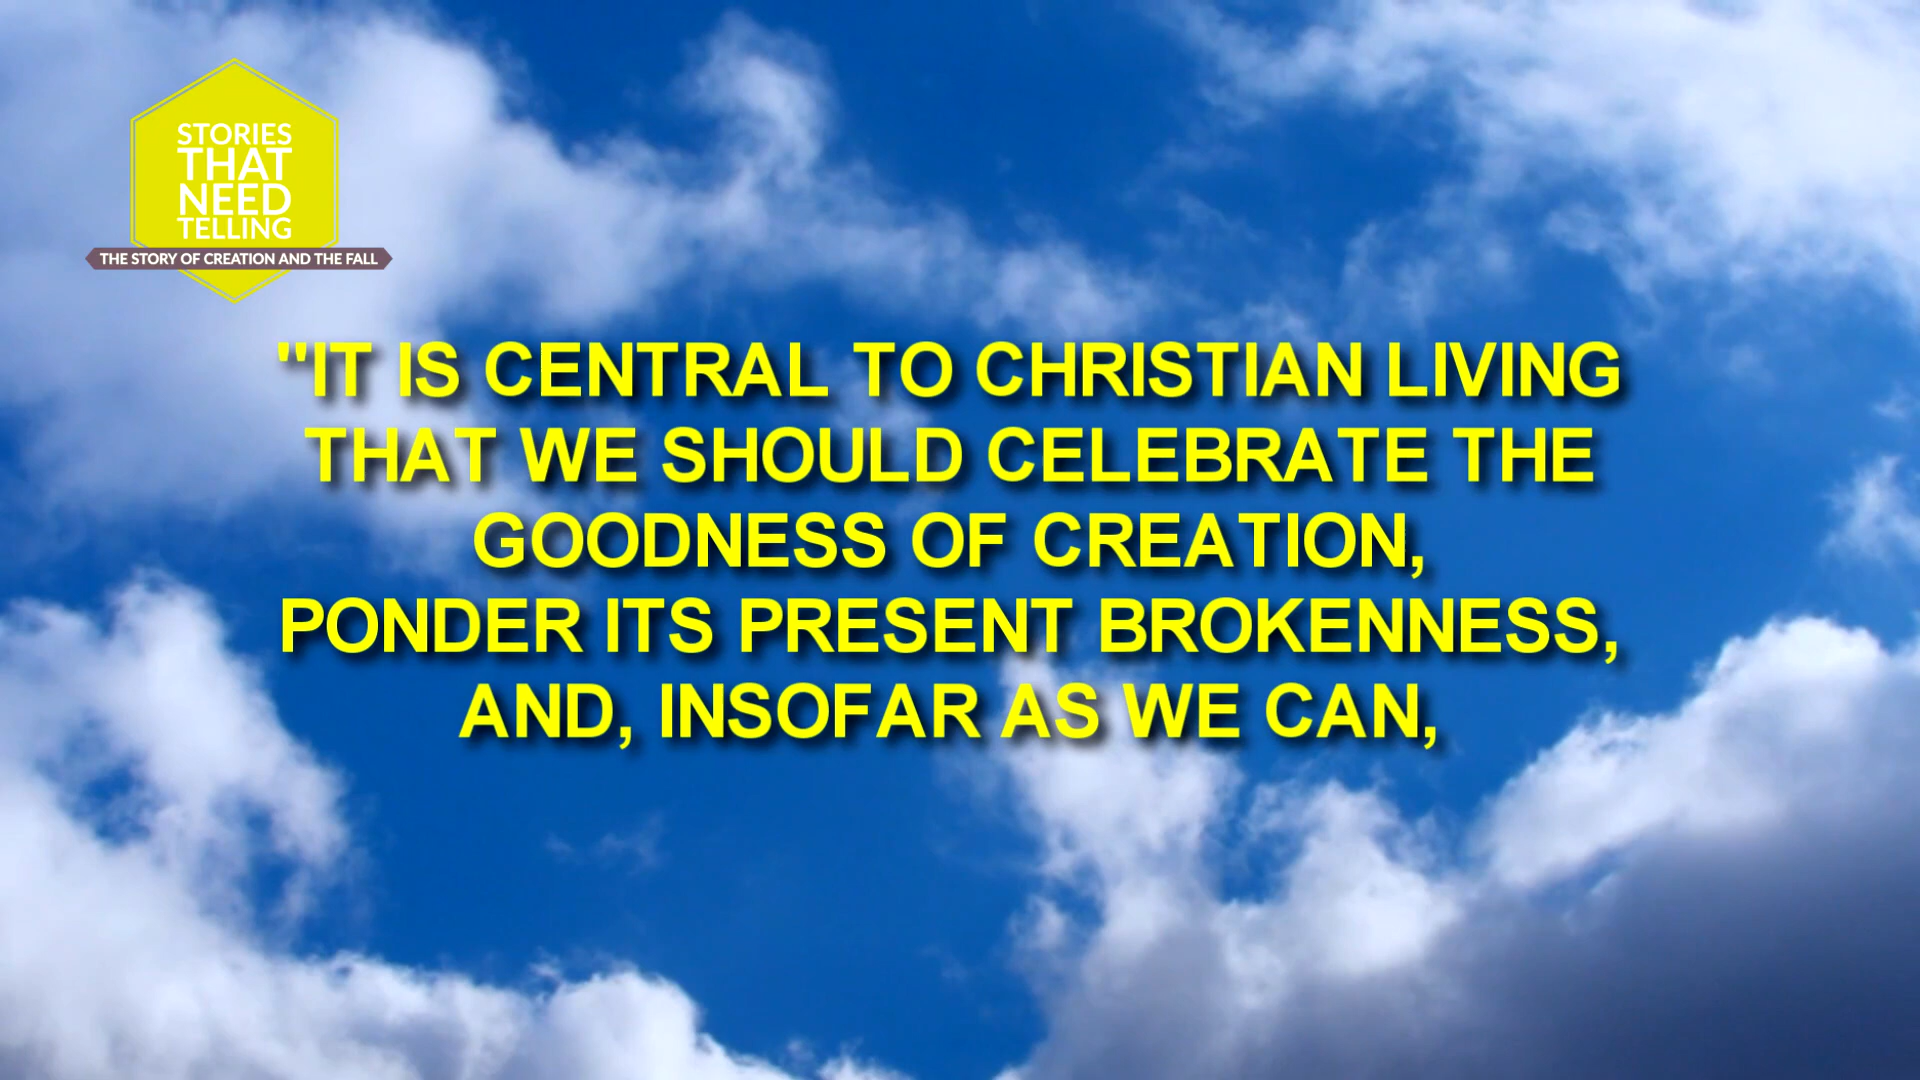 STORIES
THAT
NEED
TELLING
THE STORY OF CREATION AND THE FALL
"IT IS CENTRAL TO CHRISTIAN LIVING
THAT WE SHOULD CELEBRATE THE
GOODNESS OF CREATION,
PONDER ITS PRESENT BROKENNESS,
AND, INSOFAR AS WE CAN,